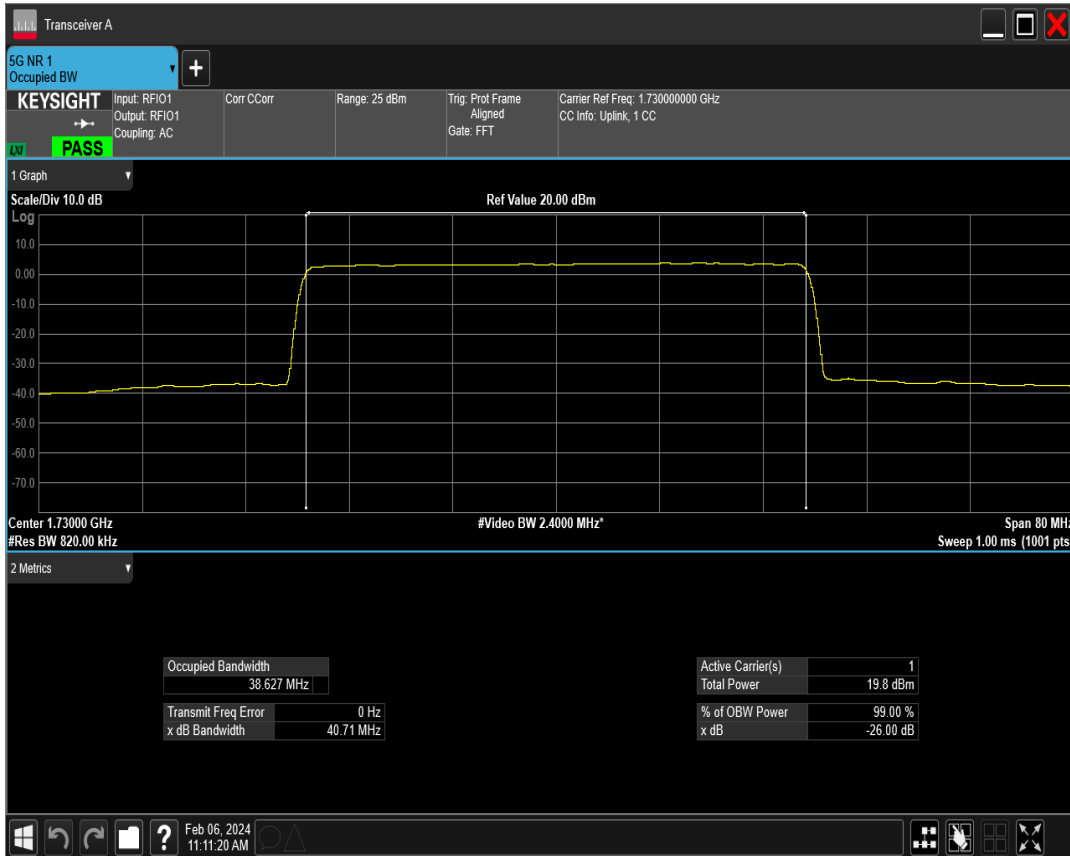 Transceiver A
5G NR 1
Occupied BW
+
KEYSIGHT
LXI
PASS
Input: RFIO1
Output: RFIO1
Coupling: AC
Corr CCorr
Range: 25 dBm
Trig: Prot Frame
Aligned
Gate: FFT
Carrier Ref Freq: 1.730000000 GHz
CC Info: Uplink, 1 CC
1 Graph
Scale/Div 10.0 dB
Ref Value 20.00 dBm
Log
10.0
0.00
-10.0
-20.0
-30.0
-40.0
-50.0
-60.0
-70.0
Center 1.73000 GHz
#Video BW 2.4000 MHz*
Span 80 MHz
#Res BW 820.00 kHz
Sweep 1.00 ms (1001 pts
2 Metrics
Occupied Bandwidth
38.627 MHz
Transmit Freq Error 0 Hz
x dB Bandwidth 40.71 MHz
Active Carrier(s) 1
Total Power 19.8 dBm
% of OBW Power 99.00 %
x dB -26.00 dB
?
Feb 06, 2024
11:11:20 AM